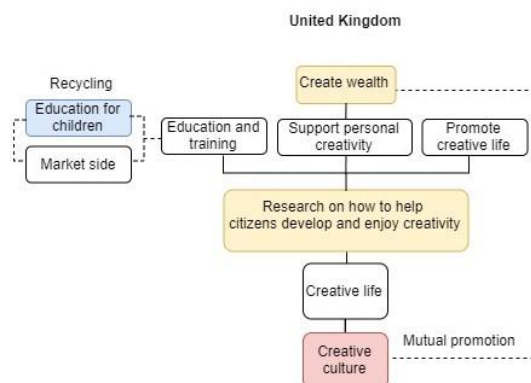 United Kingdom
Create wealth
Recycling
Education for
children
Market side
Education and
training
Support personal
creativity
Promote
creative life
Research on how to help
citizens develop and enjoy creativity
Creative life
Creative
culture
Mutual promotion